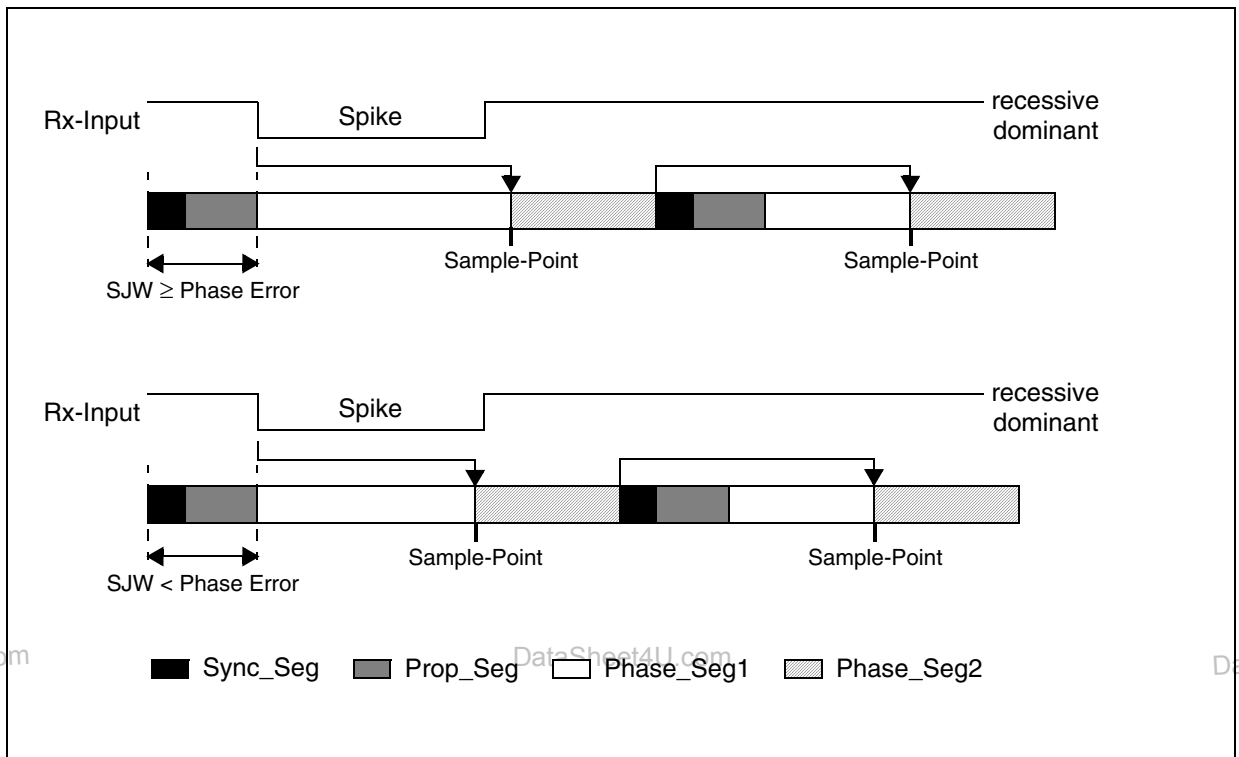 Rx-Input
Spike
recessive
dominant
Sample-Point
Sample-Point
SJW ≥ Phase Error
Rx-Input
Spike
recessive
dominant
Sample-Point
Sample-Point
SJW < Phase Error
DataSheet4U.com
Sync_Seg Prop_Seg Phase_Seg1 Phase_Seg2